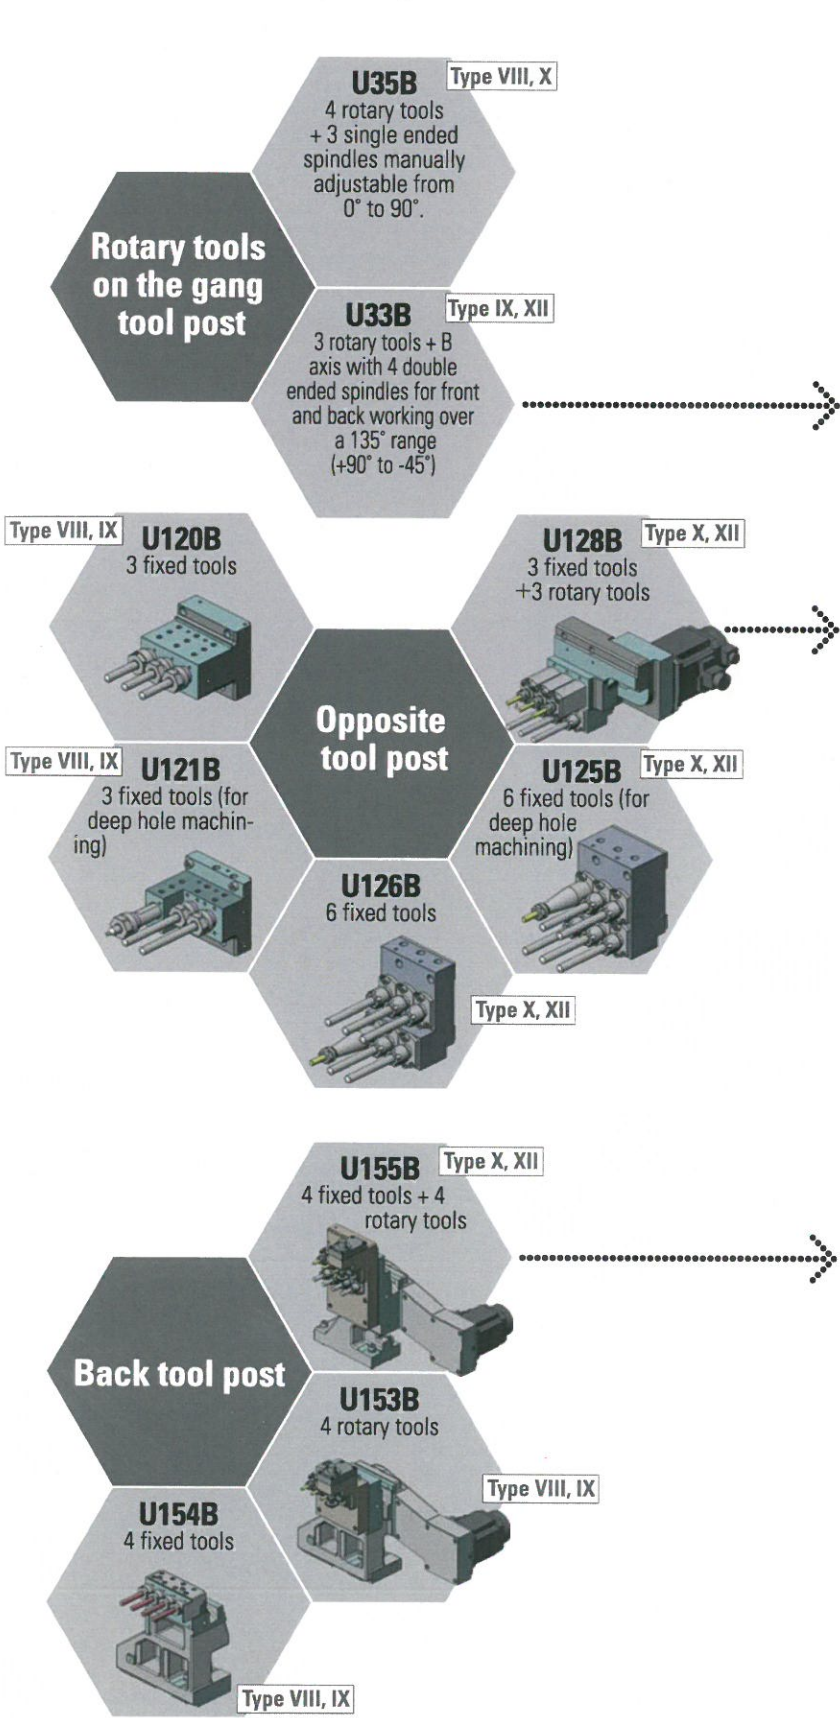 U35B
Type VIII, X
4 rotary tools
+ 3 single ended
spindles manually
adjustable from
0° to 90°.
Rotary tools
on the gang
tool post
U33B
Type IX, XII
3 rotary tools + B
axis with 4 double
ended spindles for front
and back working over
a 135° range
(+90° to -45°)
Type VIII, IX
U120B
3 fixed tools
U128B
Type X, XII
3 fixed tools
+3 rotary tools
Opposite
tool post
Type VIII, IX
U121B
3 fixed tools (for
deep hole machin-
ing)
U125B
Type X, XII
6 fixed tools (for
deep hole
machining)
U126B
6 fixed tools
Type X, XII
U155B
Type X, XII
4 fixed tools + 4
rotary tools
Back tool post
U153B
4 rotary tools
Type VIII, IX
U154B
4 fixed tools
Type VIII, IX